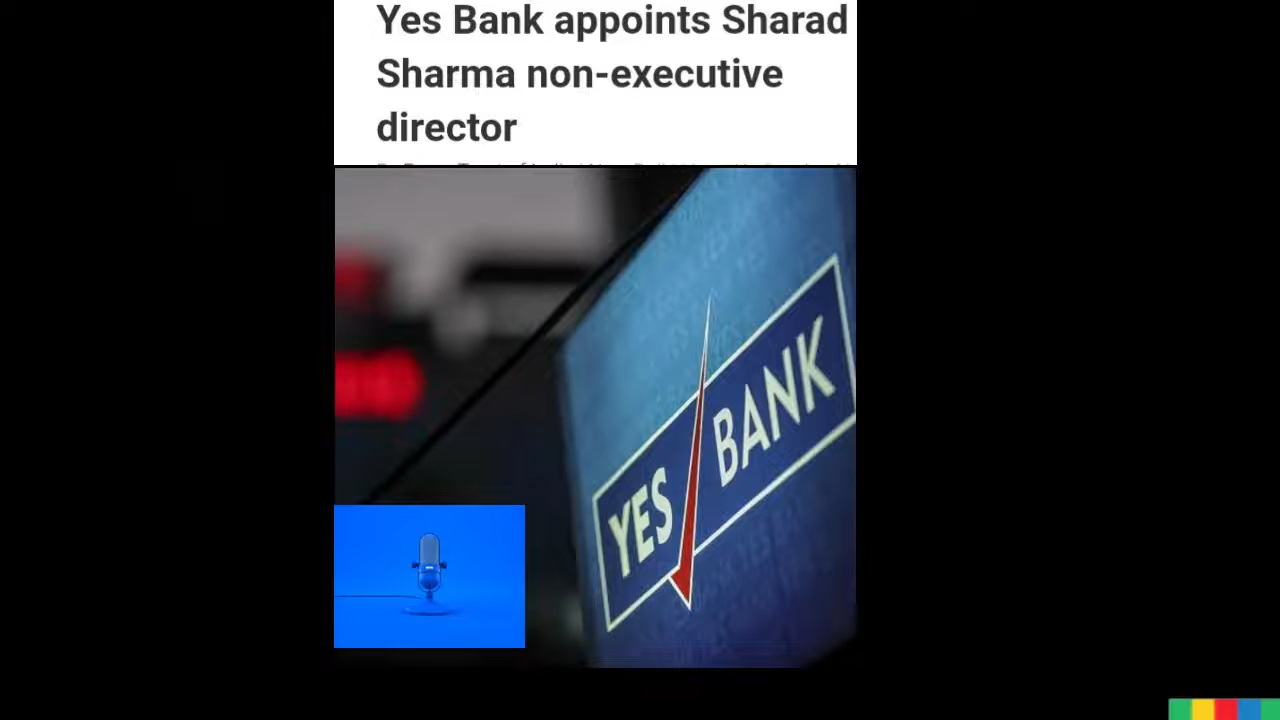 Yes Bank appoints Sharad
Sharma non-executive
director
YES BANK